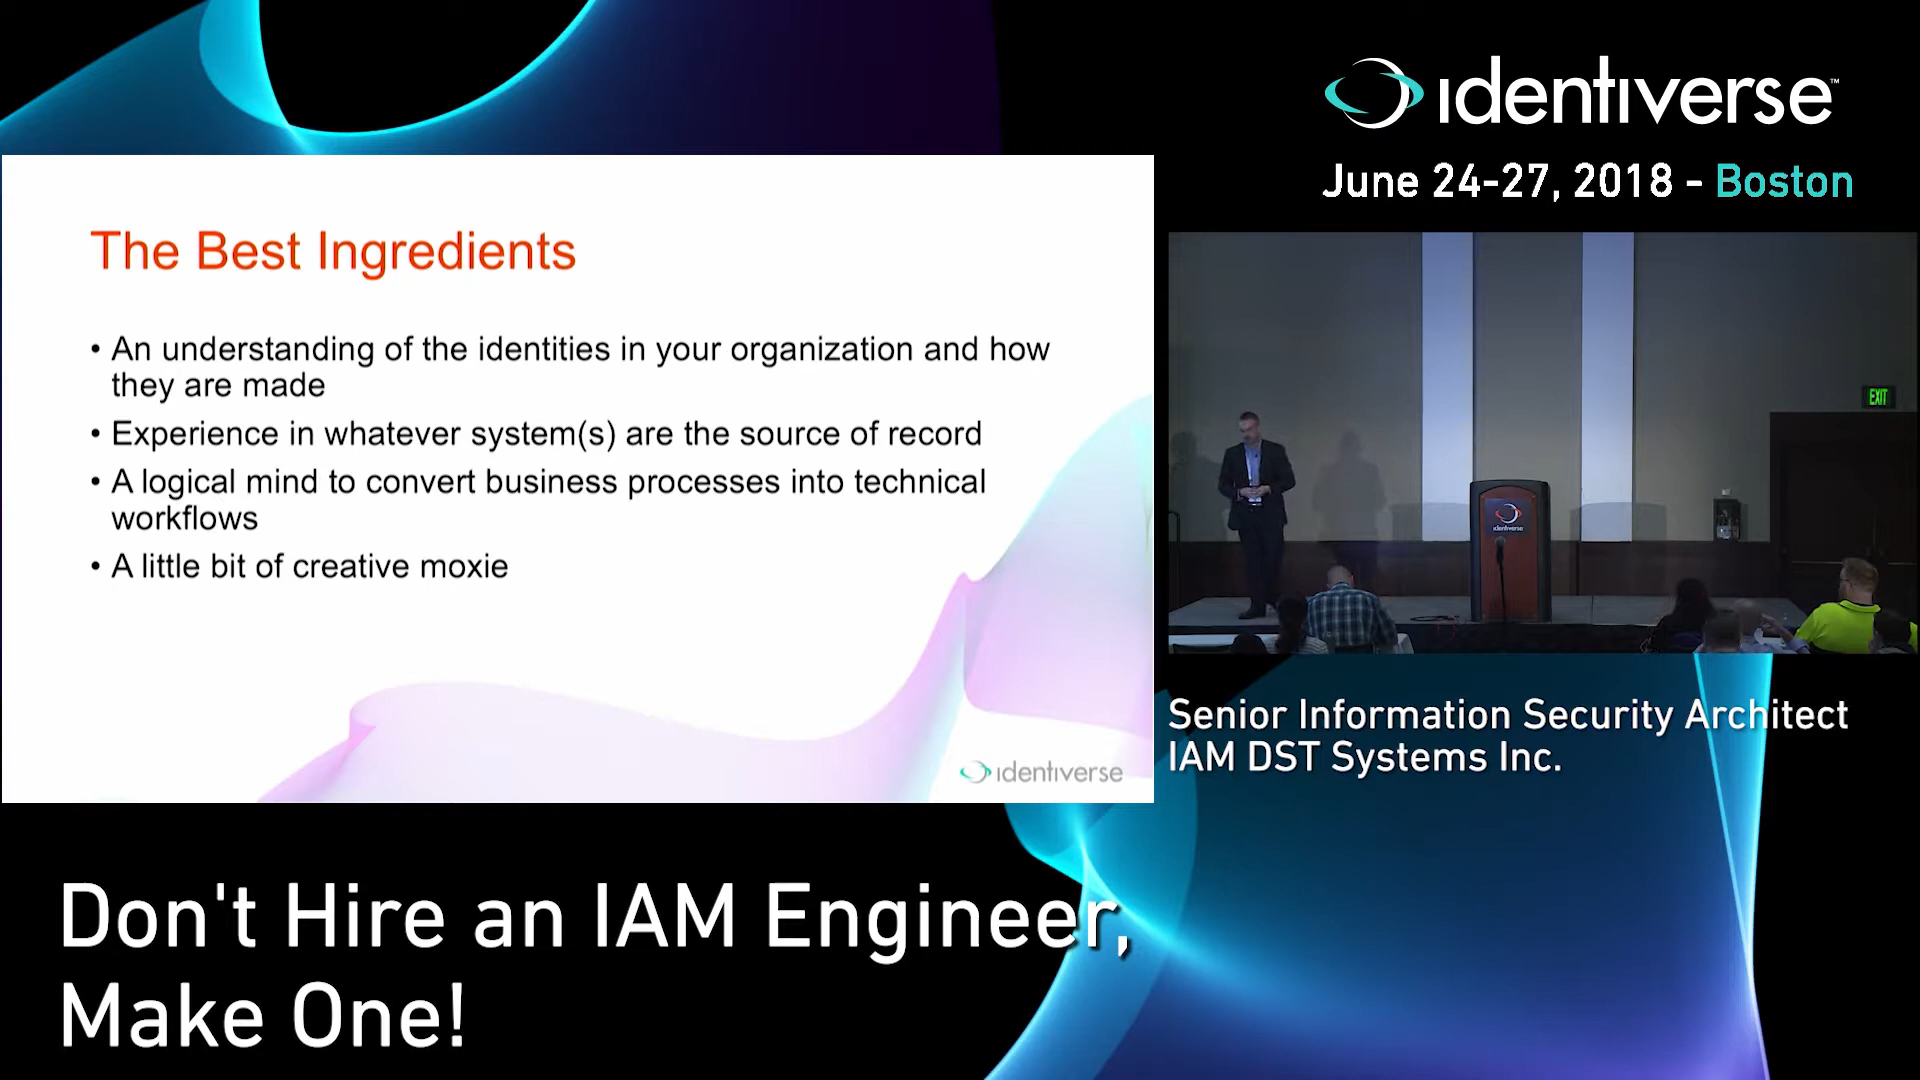 identiverse™
June 24-27, 2018 - Boston
The Best Ingredients
• An understanding of the identities in your organization and how
they are made
• Experience in whatever system(s) are the source of record
• A logical mind to convert business processes into technical
workflows
• A little bit of creative moxie
identiverse
EXIT
identiverse
Senior Information Security Architect
IAM DST Systems Inc.
Don't Hire an IAM Engineer,
Make One!